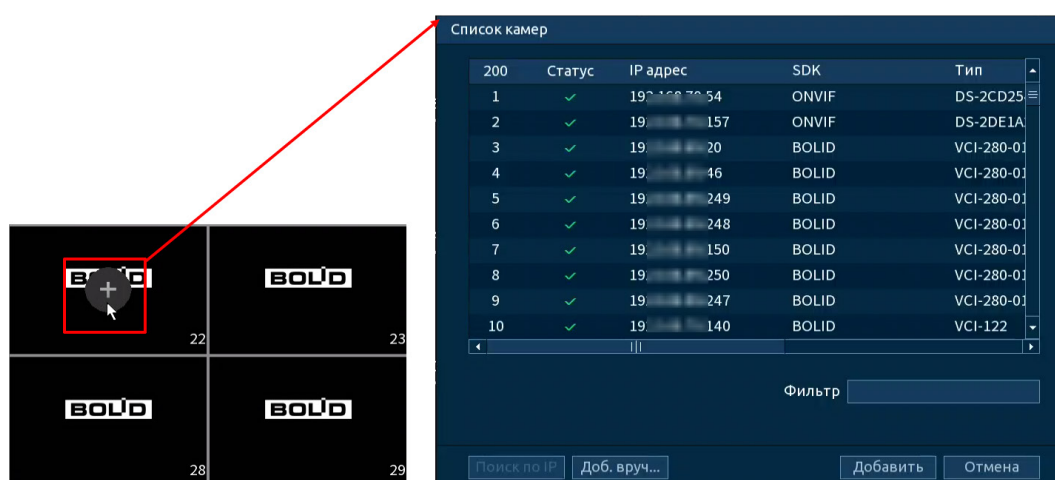 Список камер
200 Статус IP адрес SDK Тип
1 54 ONVIF DS-2CD25
2 157 ONVIF DS-2DE1A
3 20 BOLID VCI-280-01
4 46 BOLID VCI-280-01
5 249 BOLID VCI-280-01
6 248 BOLID VCI-280-01
7 150 BOLID VCI-280-01
8 250 BOLID VCI-280-01
9 247 BOLID VCI-280-01
10 140 BOLID VCI-122
Фильтр
Поиск по IP Доб. вруч... Добавить Отмена
BOLID
22 23
BOLID BOLID
28 29